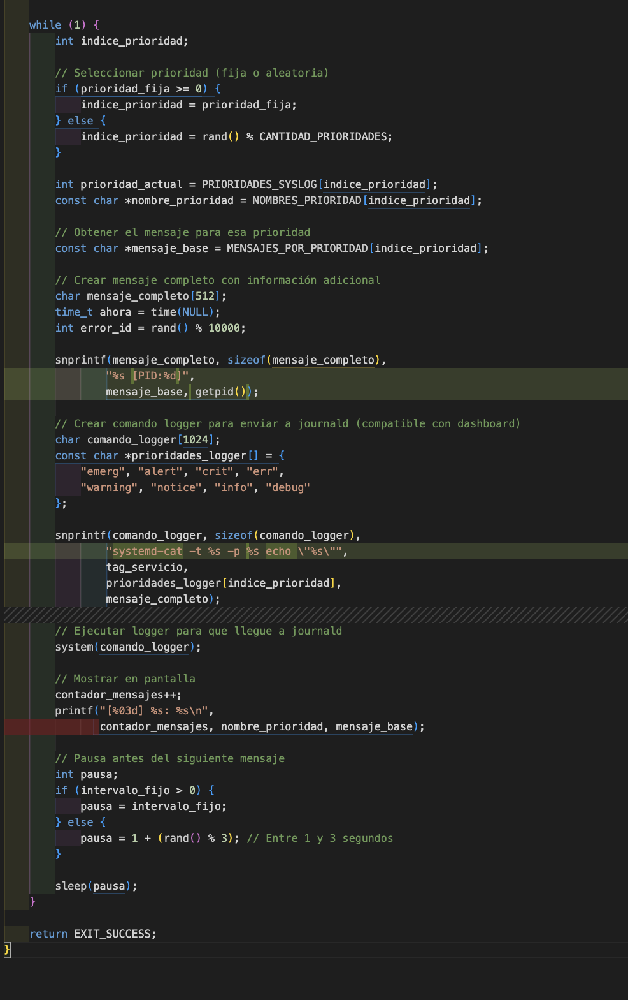 while (1) {
int indice_prioridad;
// Seleccionar prioridad (fija o aleatoria)
if (prioridad_fija >= 0) {
indice_prioridad = prioridad_fija;
} else {
indice_prioridad = rand() % CANTIDAD_PRIORIDADES;
}
int prioridad_actual = PRIORIDADES_SYSLOG[indice_prioridad];
const char *nombre_prioridad = NOMBRES_PRIORIDAD[indice_prioridad];
// Obtener el mensaje para esa prioridad
const char *mensaje_base = MENSAJES_POR_PRIORIDAD[indice_prioridad];
// Crear mensaje completo con información adicional
char mensaje_completo[512];
time_t ahora = time(NULL);
int error_id = rand() % 10000;
snprintf(mensaje_completo, sizeof(mensaje_completo),
"%s [PID:%d]",
mensaje_base, getpid());
// Crear comando logger para enviar a journald (compatible con dashboard)
char comando_logger[1024];
const char *prioridades_logger[] = {
"emerg", "alert", "crit", "err",
"warning", "notice", "info", "debug"
};
snprintf(comando_logger, sizeof(comando_logger),
"systemd-cat -t %s -p %s echo \"%s\"",
tag_servicio,
prioridades_logger[indice_prioridad],
mensaje_completo);
// Ejecutar logger para que llegue a journald
system(comando_logger);
// Mostrar en pantalla
contador_mensajes++;
printf("[%03d] %s: %s\n",
contador_mensajes, nombre_prioridad, mensaje_base);
// Pausa antes del siguiente mensaje
int pausa;
if (intervalo_fijo > 0) {
pausa = intervalo_fijo;
} else {
pausa = 1 + (rand() % 3); // Entre 1 y 3 segundos
}
sleep(pausa);
}
return EXIT_SUCCESS;
}